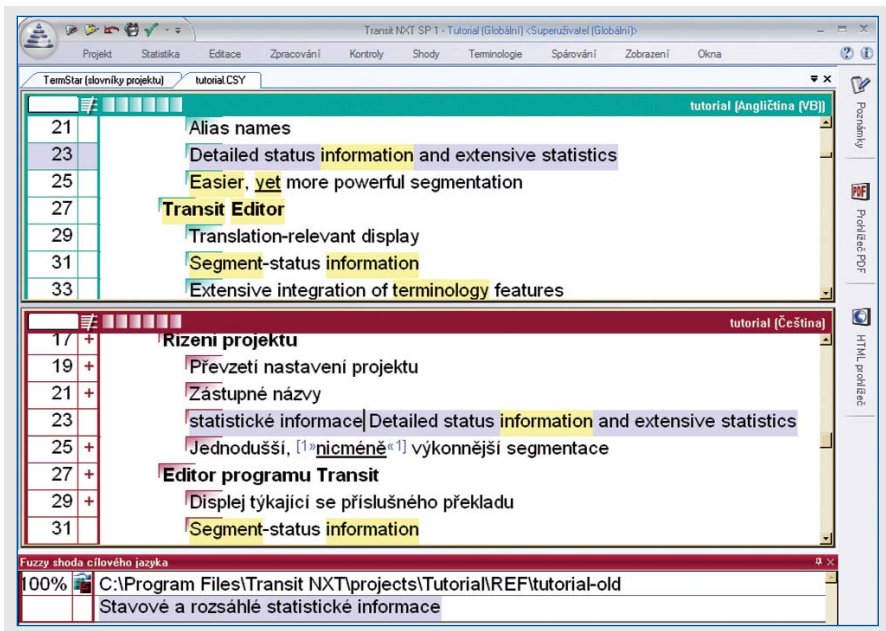 Transit NXT SP 1 - Tutorial (Globální) <Superuživatel (Globální)>
Projekt Statistika Editace Zpracování Kontroly Shody Terminologie Spárování Zobrazení Okna
TermStar (slovníky projektu) tutorial.CSY
tutorial (Angličtina (VB))
21 Alias names
23 Detailed status information and extensive statistics
25 Easier, yet more powerful segmentation
27 Transit Editor
29 Translation-relevant display
31 Segment-status information
33 Extensive integration of terminology features
tutorial (Čeština)
17 + Řízení projektu
19 + Převzetí nastavení projektu
21 + Zástupné názvy
23 statistické informace Detailed status information and extensive statistics
25 + Jednodušší, [1»nicméně«1] výkonnější segmentace
27 + Editor programu Transit
29 + Displej týkající se příslušného překladu
31 Segment-status information
Fuzzy shoda cílového jazyka
100% C:\Program Files\Transit NXT\projects\Tutorial\REF\tutorial-old
Stavové a rozsáhlé statistické informace
Poznámky
PDF
Prohlížeč PDF
HTML prohlížeč